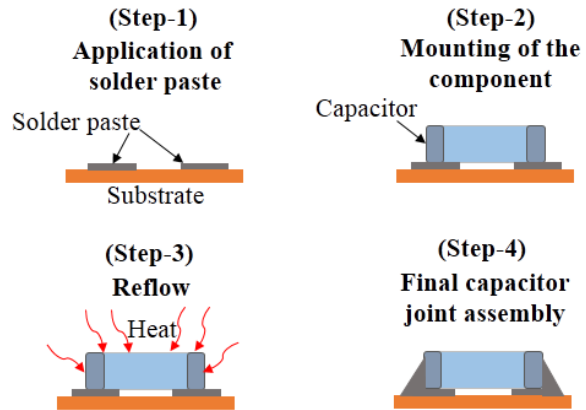 (Step-1)
Application of
solder paste
Solder paste
Substrate
(Step-2)
Mounting of the
component
Capacitor
(Step-3)
Reflow
Heat
(Step-4)
Final capacitor
joint assembly